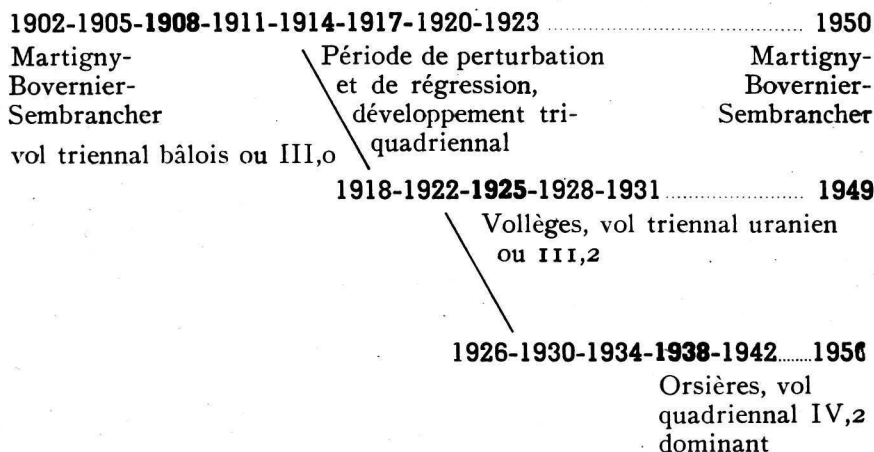 1902-1905-1908-1911-1914-1917-1920-1923 ........ 1950
Martigny-
Bovernier-
Sembrancher
vol triennal bâlois ou III,0
Période de perturbation
et de régression,
développement tri-
quadriennal
Martigny-
Bovernier-
Sembrancher
1918-1922-1925-1928-1931 ........ 1949
Vollèges, vol triennal uranien
ou III,2
1926-1930-1934-1938-1942 ........ 1956
Orsières, vol
quadriennal IV,2
dominant